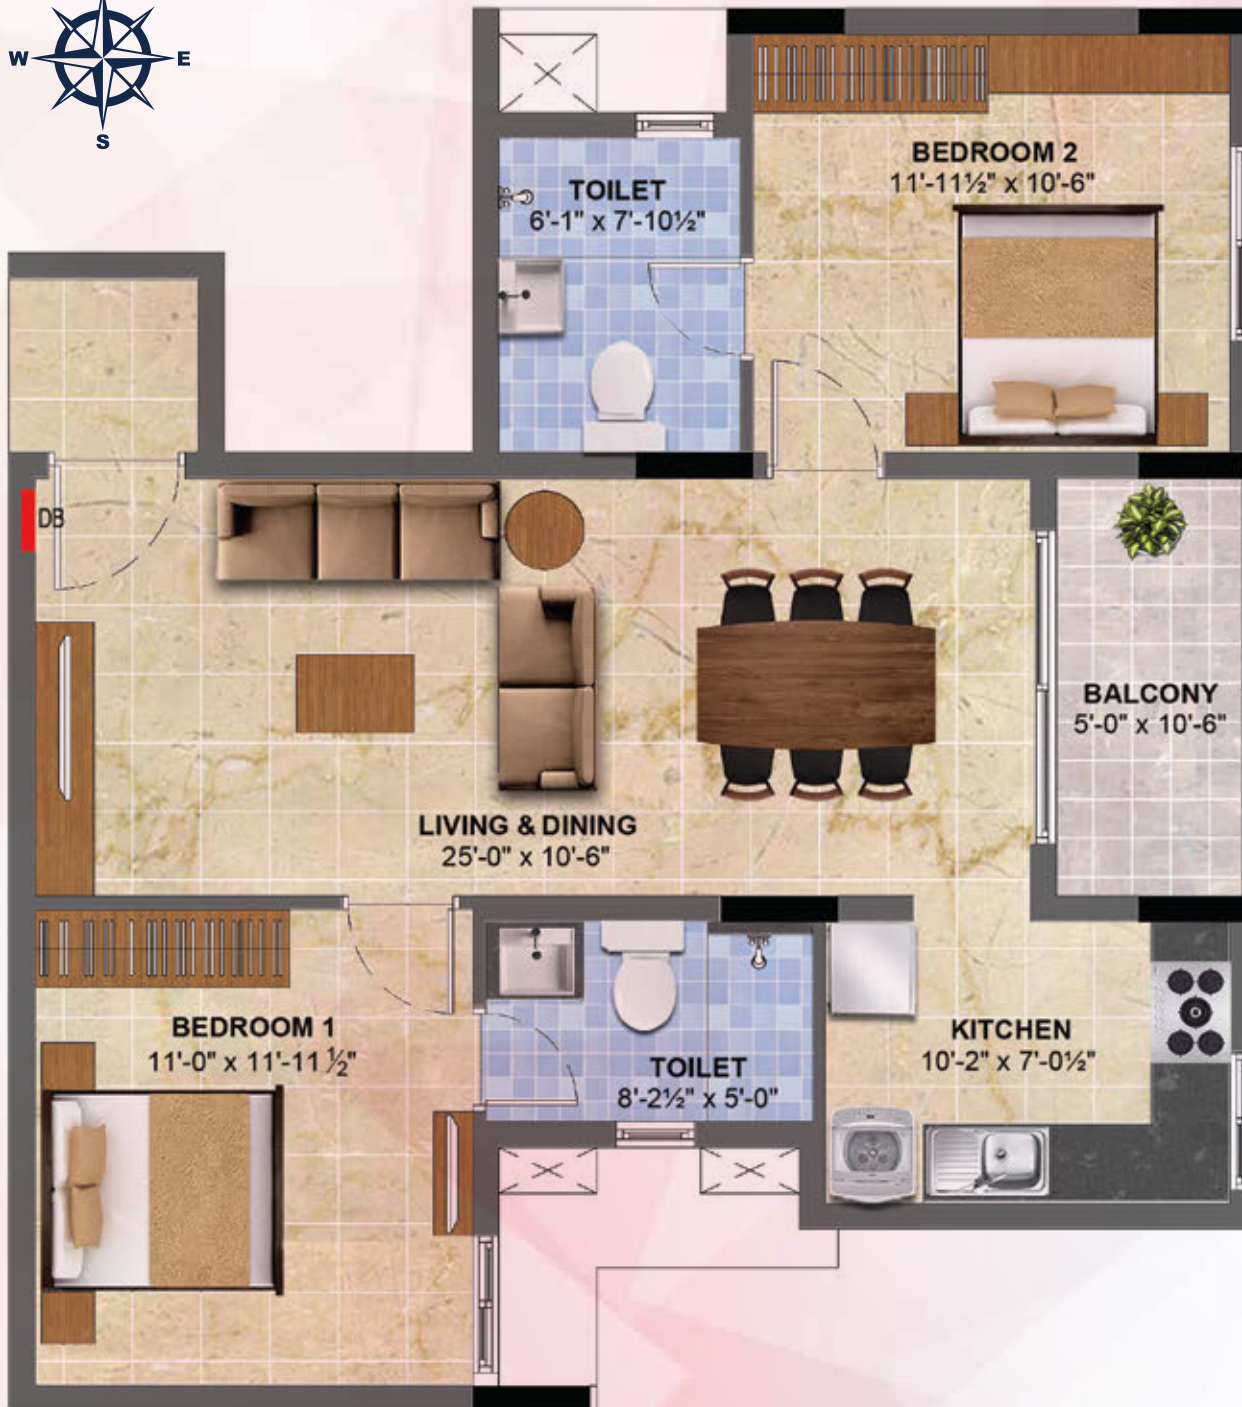 W E
S
BEDROOM 2
11'-11½" x 10'-6"
TOILET
6'-1" x 7'-10½"
DB
BALCONY
5'-0" x 10'-6"
LIVING & DINING
25'-0" x 10'-6"
BEDROOM 1
11'-0" x 11'-11½"
TOILET
8'-2½" x 5'-0"
KITCHEN
10'-2" x 7'-0½"